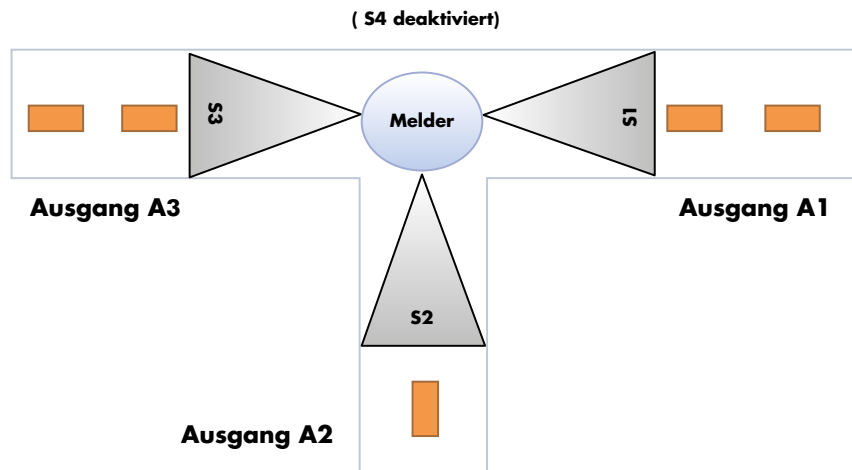 ( S4 deaktiviert)
S3
Melder
S1
Ausgang A3
Ausgang A1
S2
Ausgang A2